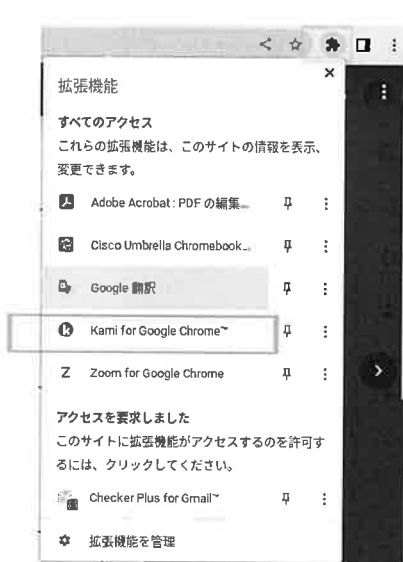 拡張機能
すべてのアクセス
これらの拡張機能は、このサイトの情報を表示、
変更できます。
Adobe Acrobat: PDF の編集...
Cisco Umbrella Chromebook...
Google 翻訳
Kami for Google Chrome™
Zoom for Google Chrome
アクセスを要求しました
このサイトに拡張機能がアクセスするのを許可す
るには、クリックしてください。
Checker Plus for Gmail™
拡張機能を管理